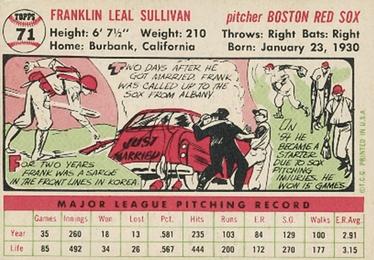 TOPPS
71
FRANKLIN LEAL SULLIVAN
pitcher BOSTON RED SOX
Height: 6' 7½" Weight: 210
Throws: Right Bats: Right
Home: Burbank, California
Born: January 23, 1930
TWO DAYS AFTER HE
GOT MARRIED, FRANK
WAS CALLED UP TO THE
SOX FROM ALBANY
JUST
MARRIED
FOR TWO YEARS
FRANK WAS A SARGE
IN THE FRONT LINES IN KOREA.
IN
54 HE
BECAME A
STARTER
DUE TO SOX
PITCHING
INJURIES. HE
WON 15 GAMES.
©T.C.G. PRINTED IN U.S.A.
MAJOR LEAGUE PITCHING RECORD
Games Innings Won Lost Pct. Hits Runs E.R. S.O. Walks E.R.Avg.
Year 35 260 18 13 .581 235 103 84 129 100 2.91
Life 85 492 34 26 .567 444 200 172 270 177 3.15